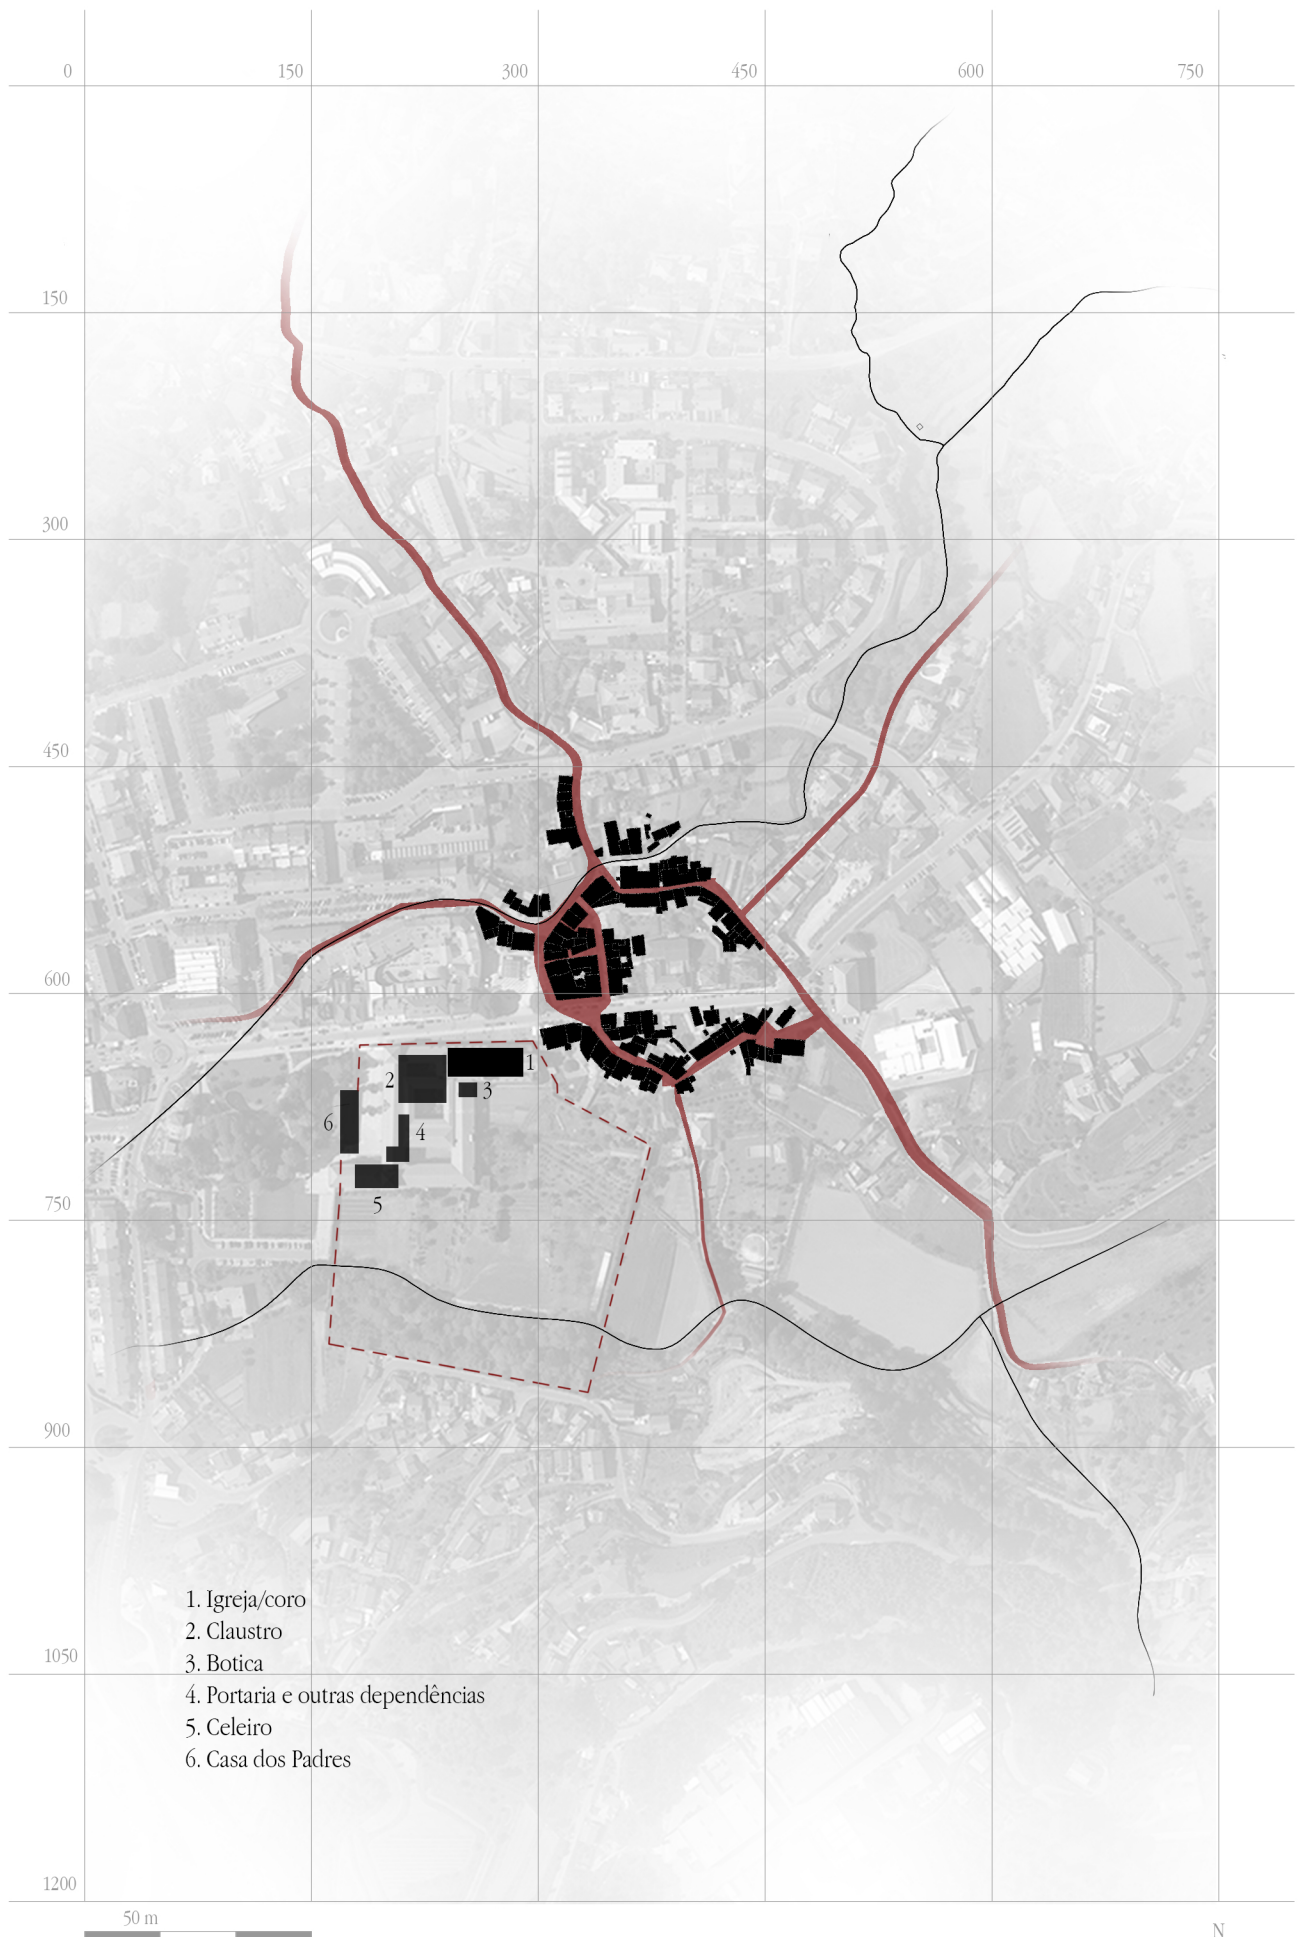 0 150 300 450 600 750
150
300
450
600
750
900
1050
1200
1
2
3
6
4
5
1. Igreja/coro
2. Claustro
3. Botica
4. Portaria e outras dependências
5. Celeiro
6. Casa dos Padres
50 m
N